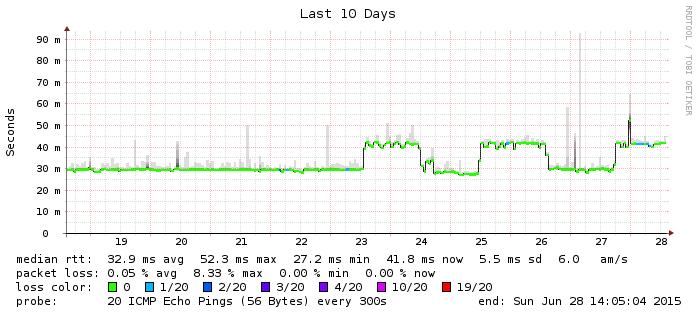 Last 10 Days
RRDTOOL / TOBI OETIKER
Seconds
90 m
80 m
70 m
60 m
50 m
40 m
30 m
20 m
10 m
0
19 20 21 22 23 24 25 26 27 28
median rtt: 32.9 ms avg 52.3 ms max 27.2 ms min 41.8 ms now 5.5 ms sd 6.0 am/s
packet loss: 0.05 % avg 8.33 % max 0.00 % min 0.00 % now
loss color: 0 1/20 2/20 3/20 4/20 10/20 19/20
probe: 20 ICMP Echo Pings (56 Bytes) every 300s end: Sun Jun 28 14:05:04 2015